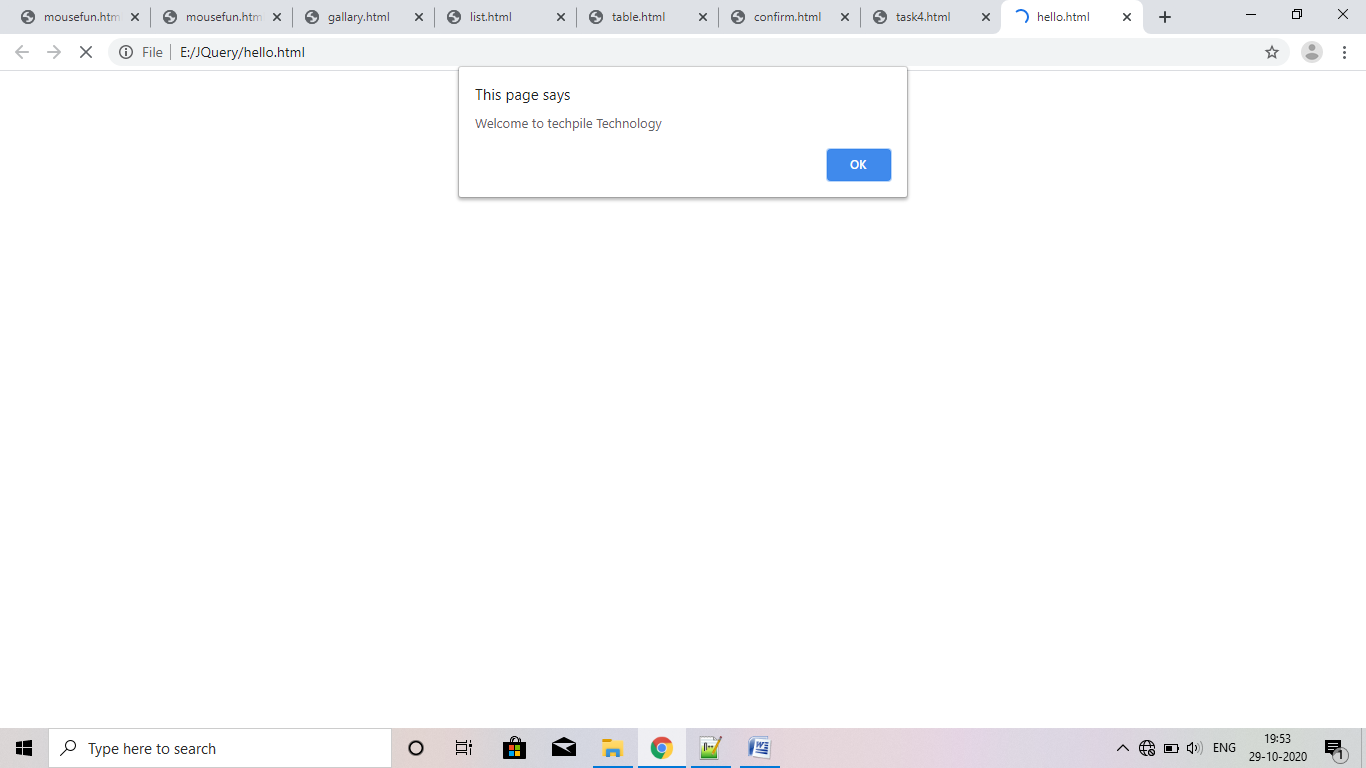 mousefun.htm mousefun.htm gallary.html list.html table.html confirm.html task4.html hello.html
File E:/JQuery/hello.html
This page says
Welcome to techpile Technology
OK
Type here to search
ENG
19:53
29-10-2020
1